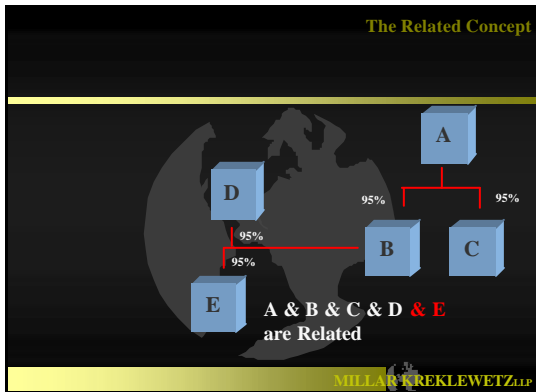 The Related Concept
A
D
95%
95%
B
C
95%
95%
E
A & B & C & D & E
are Related
MILLAR KREKLEWETZ LLP